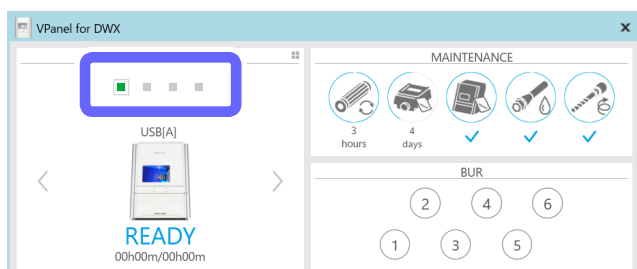 VPanel for DWX
USB[A]
READY
00h00m/00h00m
MAINTENANCE
3
hours
4
days
BUR
2
4
6
1
3
5